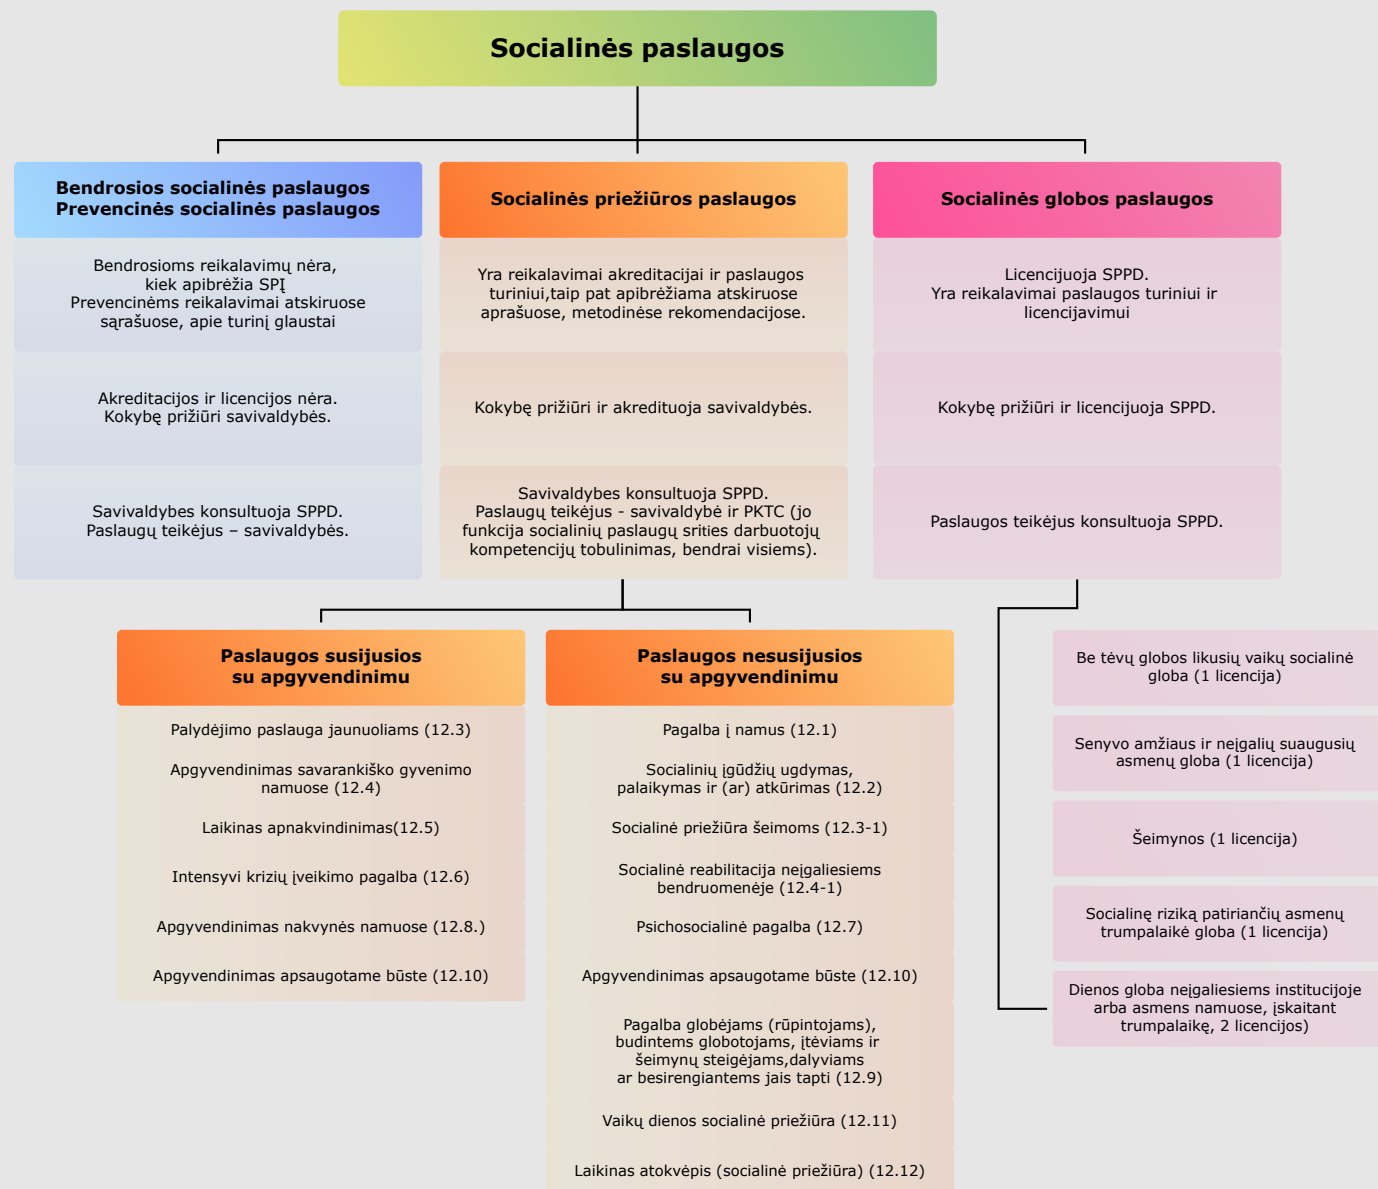 Socialinės paslaugos
Bendrosios socialinės paslaugos
Prevencinės socialinės paslaugos
Bendrosioms reikalavimų nėra,
kiek apibrėžia SPĮ
Prevencinėms reikalavimai atskiruose
sąrašuose, apie turinį glaustai
Akreditacijos ir licencijos nėra.
Kokybę prižiūri savivaldybės.
Savivaldybes konsultuoja SPPD.
Paslaugų teikėjus – savivaldybės.
Socialinės priežiūros paslaugos
Yra reikalavimai akreditacijai ir paslaugos
turiniui,taip pat apibrėžiama atskiruose
aprašuose, metodinėse rekomendacijose.
Kokybę prižiūri ir akredituoja savivaldybės.
Savivaldybes konsultuoja SPPD.
Paslaugų teikėjus - savivaldybė ir PKTC (jo
funkcija socialinių paslaugų srities darbuotojų
kompetencijų tobulinimas, bendrai visiems).
Socialinės globos paslaugos
Licencijuoja SPPD.
Yra reikalavimai paslaugos turiniui ir
licencijavimui
Kokybę prižiūri ir licencijuoja SPPD.
Paslaugos teikėjus konsultuoja SPPD.
Paslaugos susijusios
su apgyvendinimu
Palydėjimo paslauga jaunuoliams (12.3)
Apgyvendinimas savarankiško gyvenimo
namuose (12.4)
Laikinas apnakvindinimas(12.5)
Intensyvi krizių įveikimo pagalba (12.6)
Apgyvendinimas nakvynės namuose (12.8.)
Apgyvendinimas apsaugotame būste (12.10)
Paslaugos nesusijusios
su apgyvendinimu
Pagalba į namus (12.1)
Socialinių įgūdžių ugdymas,
palaikymas ir (ar) atkūrimas (12.2)
Socialinė priežiūra šeimoms (12.3-1)
Socialinė reabilitacija neįgaliesiems
bendruomenėje (12.4-1)
Psichosocialinė pagalba (12.7)
Apgyvendinimas apsaugotame būste (12.10)
Pagalba globėjams (rūpintojams),
budintems globotojams, įtėviams ir
šeimynų steigėjams,dalyviams
ar besirengiantems jais tapti (12.9)
Vaikų dienos socialinė priežiūra (12.11)
Laikinas atokvėpis (socialinė priežiūra) (12.12)
Be tėvų globos likusių vaikų socialinė
globa (1 licencija)
Senyvo amžiaus ir neįgalių suaugusių
asmenų globa (1 licencija)
Šeimynos (1 licencija)
Socialinę riziką patiriančių asmenų
trumpalaikė globa (1 licencija)
Dienos globa neįgaliesiems institucijoje
arba asmens namuose, įskaitant
trumpalaikę, 2 licencijos)